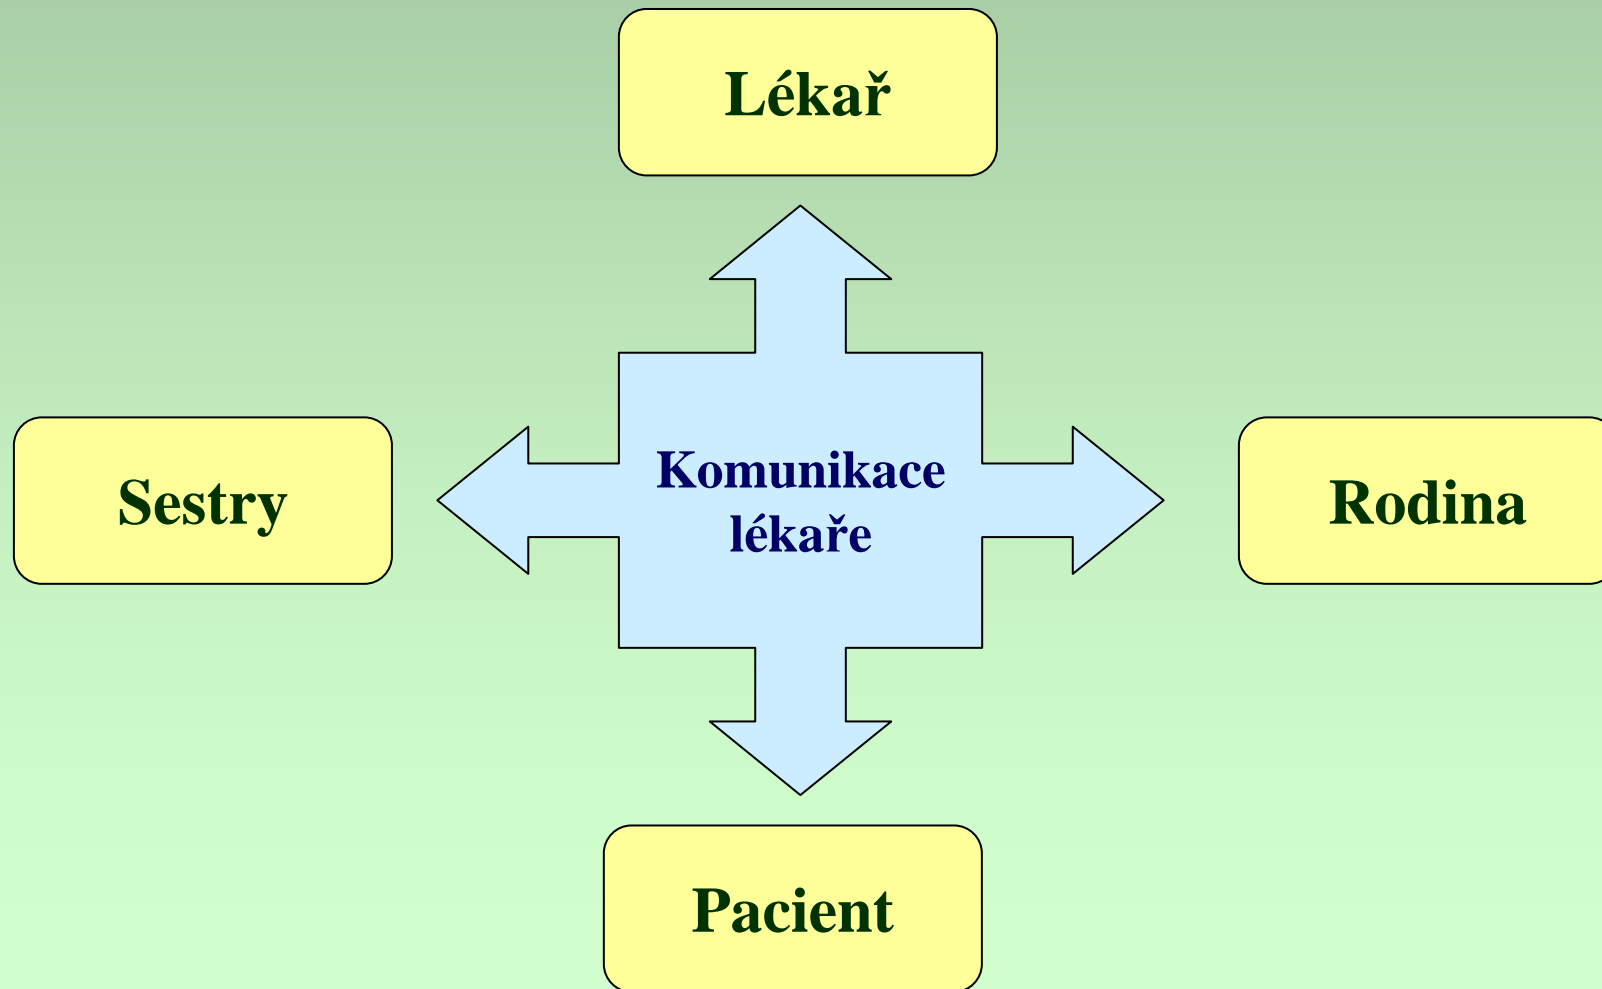 Lékař
Sestry
Komunikace
lékaře
Rodina
Pacient